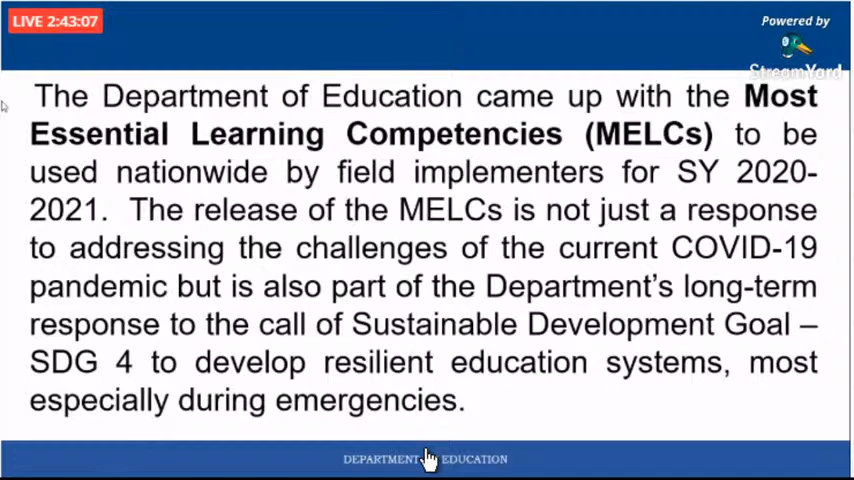 LIVE 2:43:07
Powered by
StreamYard
The Department of Education came up with the Most
Essential Learning Competencies (MELCs) to be
used nationwide by field implementers for SY 2020-
2021. The release of the MELCs is not just a response
to addressing the challenges of the current COVID-19
pandemic but is also part of the Department's long-term
response to the call of Sustainable Development Goal –
SDG 4 to develop resilient education systems, most
especially during emergencies.
DEPARTMENT EDUCATION